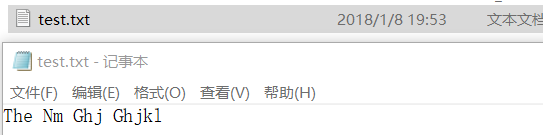 test.txt 2018/1/8 19:53 文本文档
test.txt - 记事本
文件(F) 编辑(E) 格式(O) 查看(V) 帮助(H)
The Nm Ghj Ghjkl